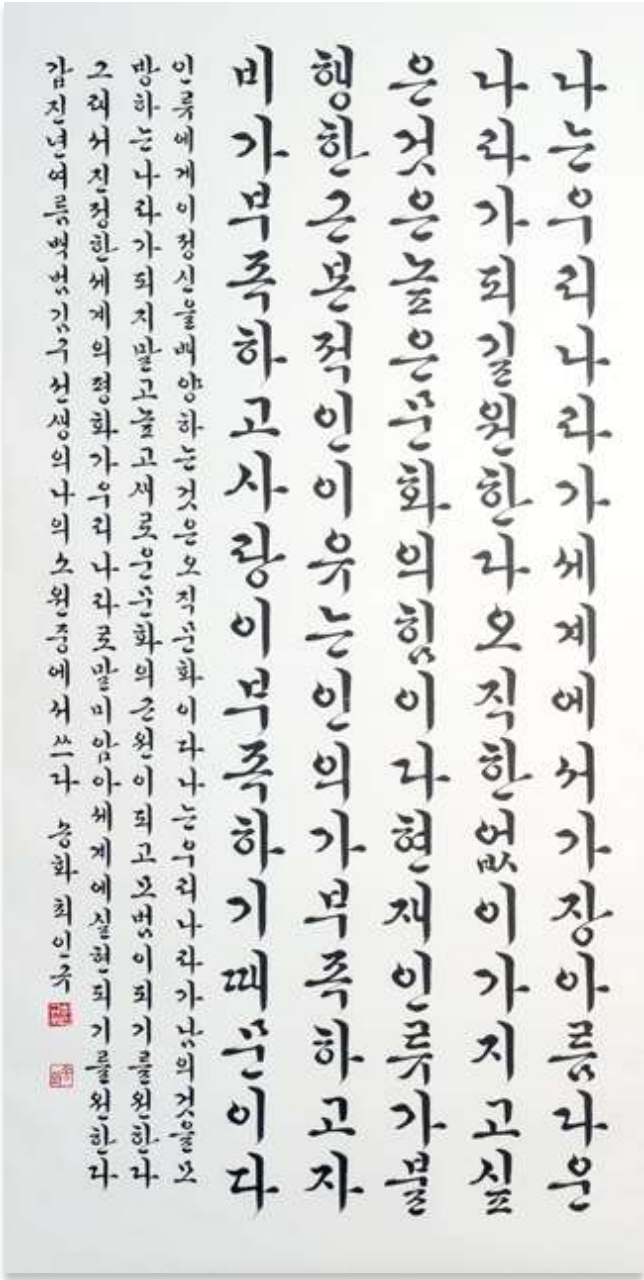 나는우리나라가세계에서가장아름다운
나라가되길원한다오직한없이가지고싶
은것은높은문화의힘이다현재인류가불
행한근본적인이유는인의가부족하고자
비가부족하고사랑이부족하기때문이다
인류에게이정신을배양하는것은오직문화이다나는우리나라가남의것을모
방하는나라가되지말고높고새로운문화의근원이되고모범이되기를원한다
그래서진정한세계의평화가우리나라로말미암아세계에실현되기를원한다
갑진년여름백범김구선생의나의소원중에서쓰다 송화최인국